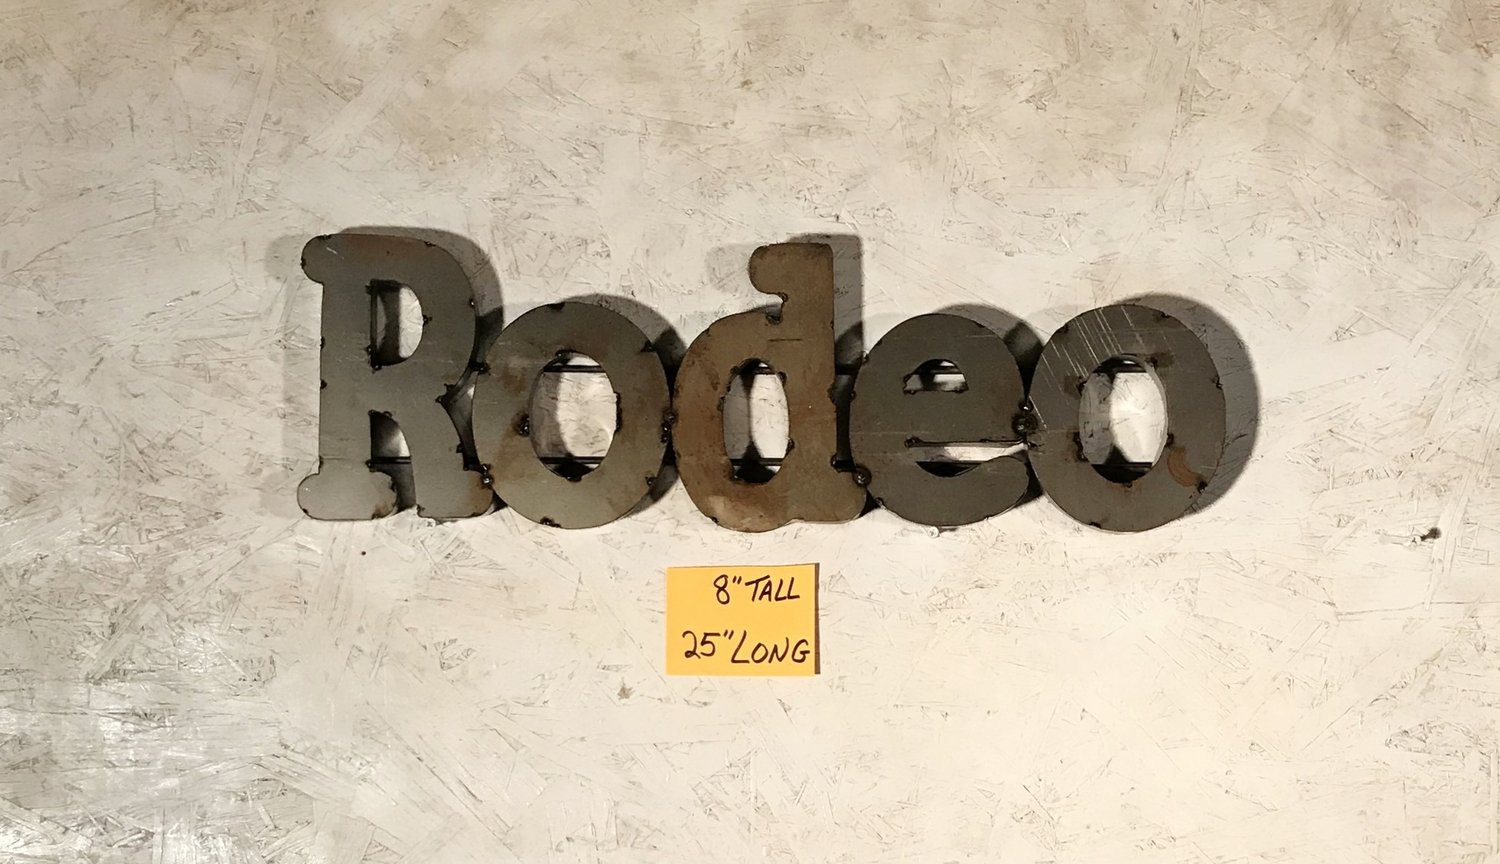 Rodeo
8" TALL
25" LONG